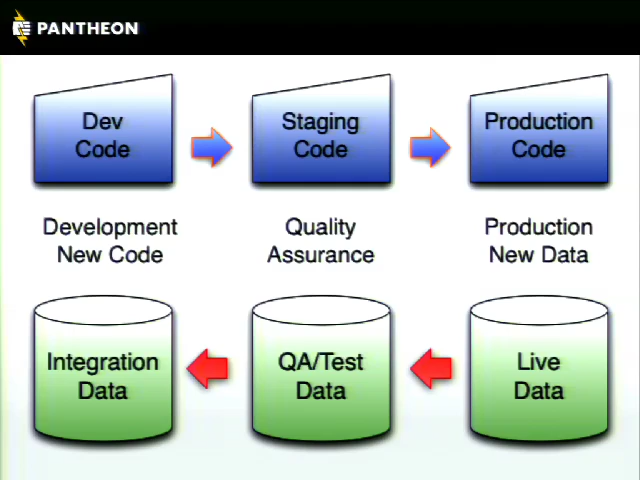 PANTHEON
Dev
Code
Staging
Code
Production
Code
Development
New Code
Quality
Assurance
Production
New Data
Integration
Data
QA/Test
Data
Live
Data